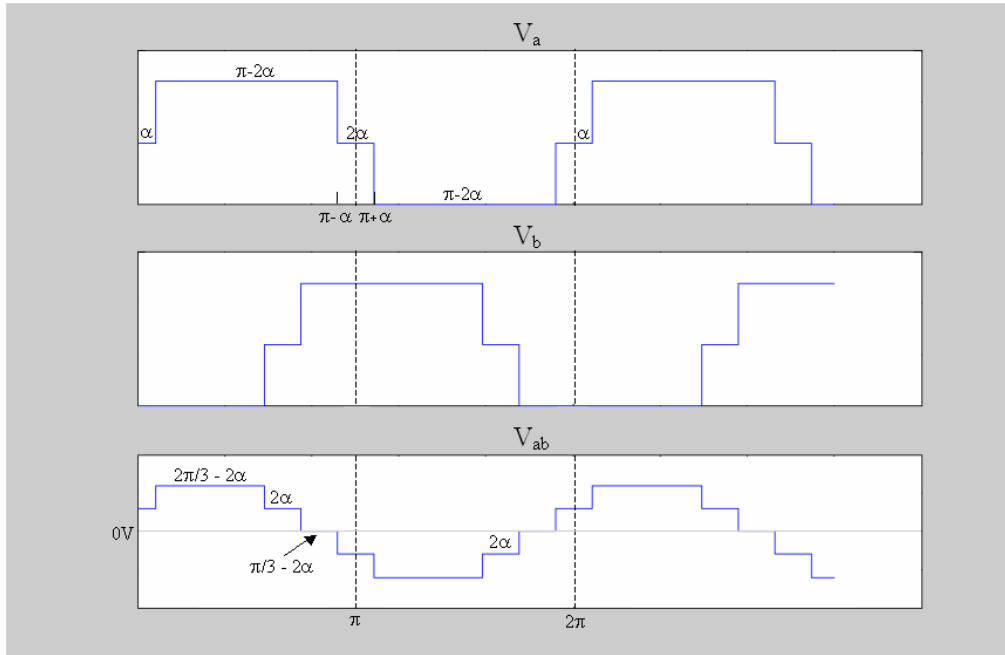 Va
π-2α
α
2α
α
π-2α
π- α
π+ α
Vb
Vab
2π/3 - 2α
2α
0V
2α
π/3 - 2α
π
2π